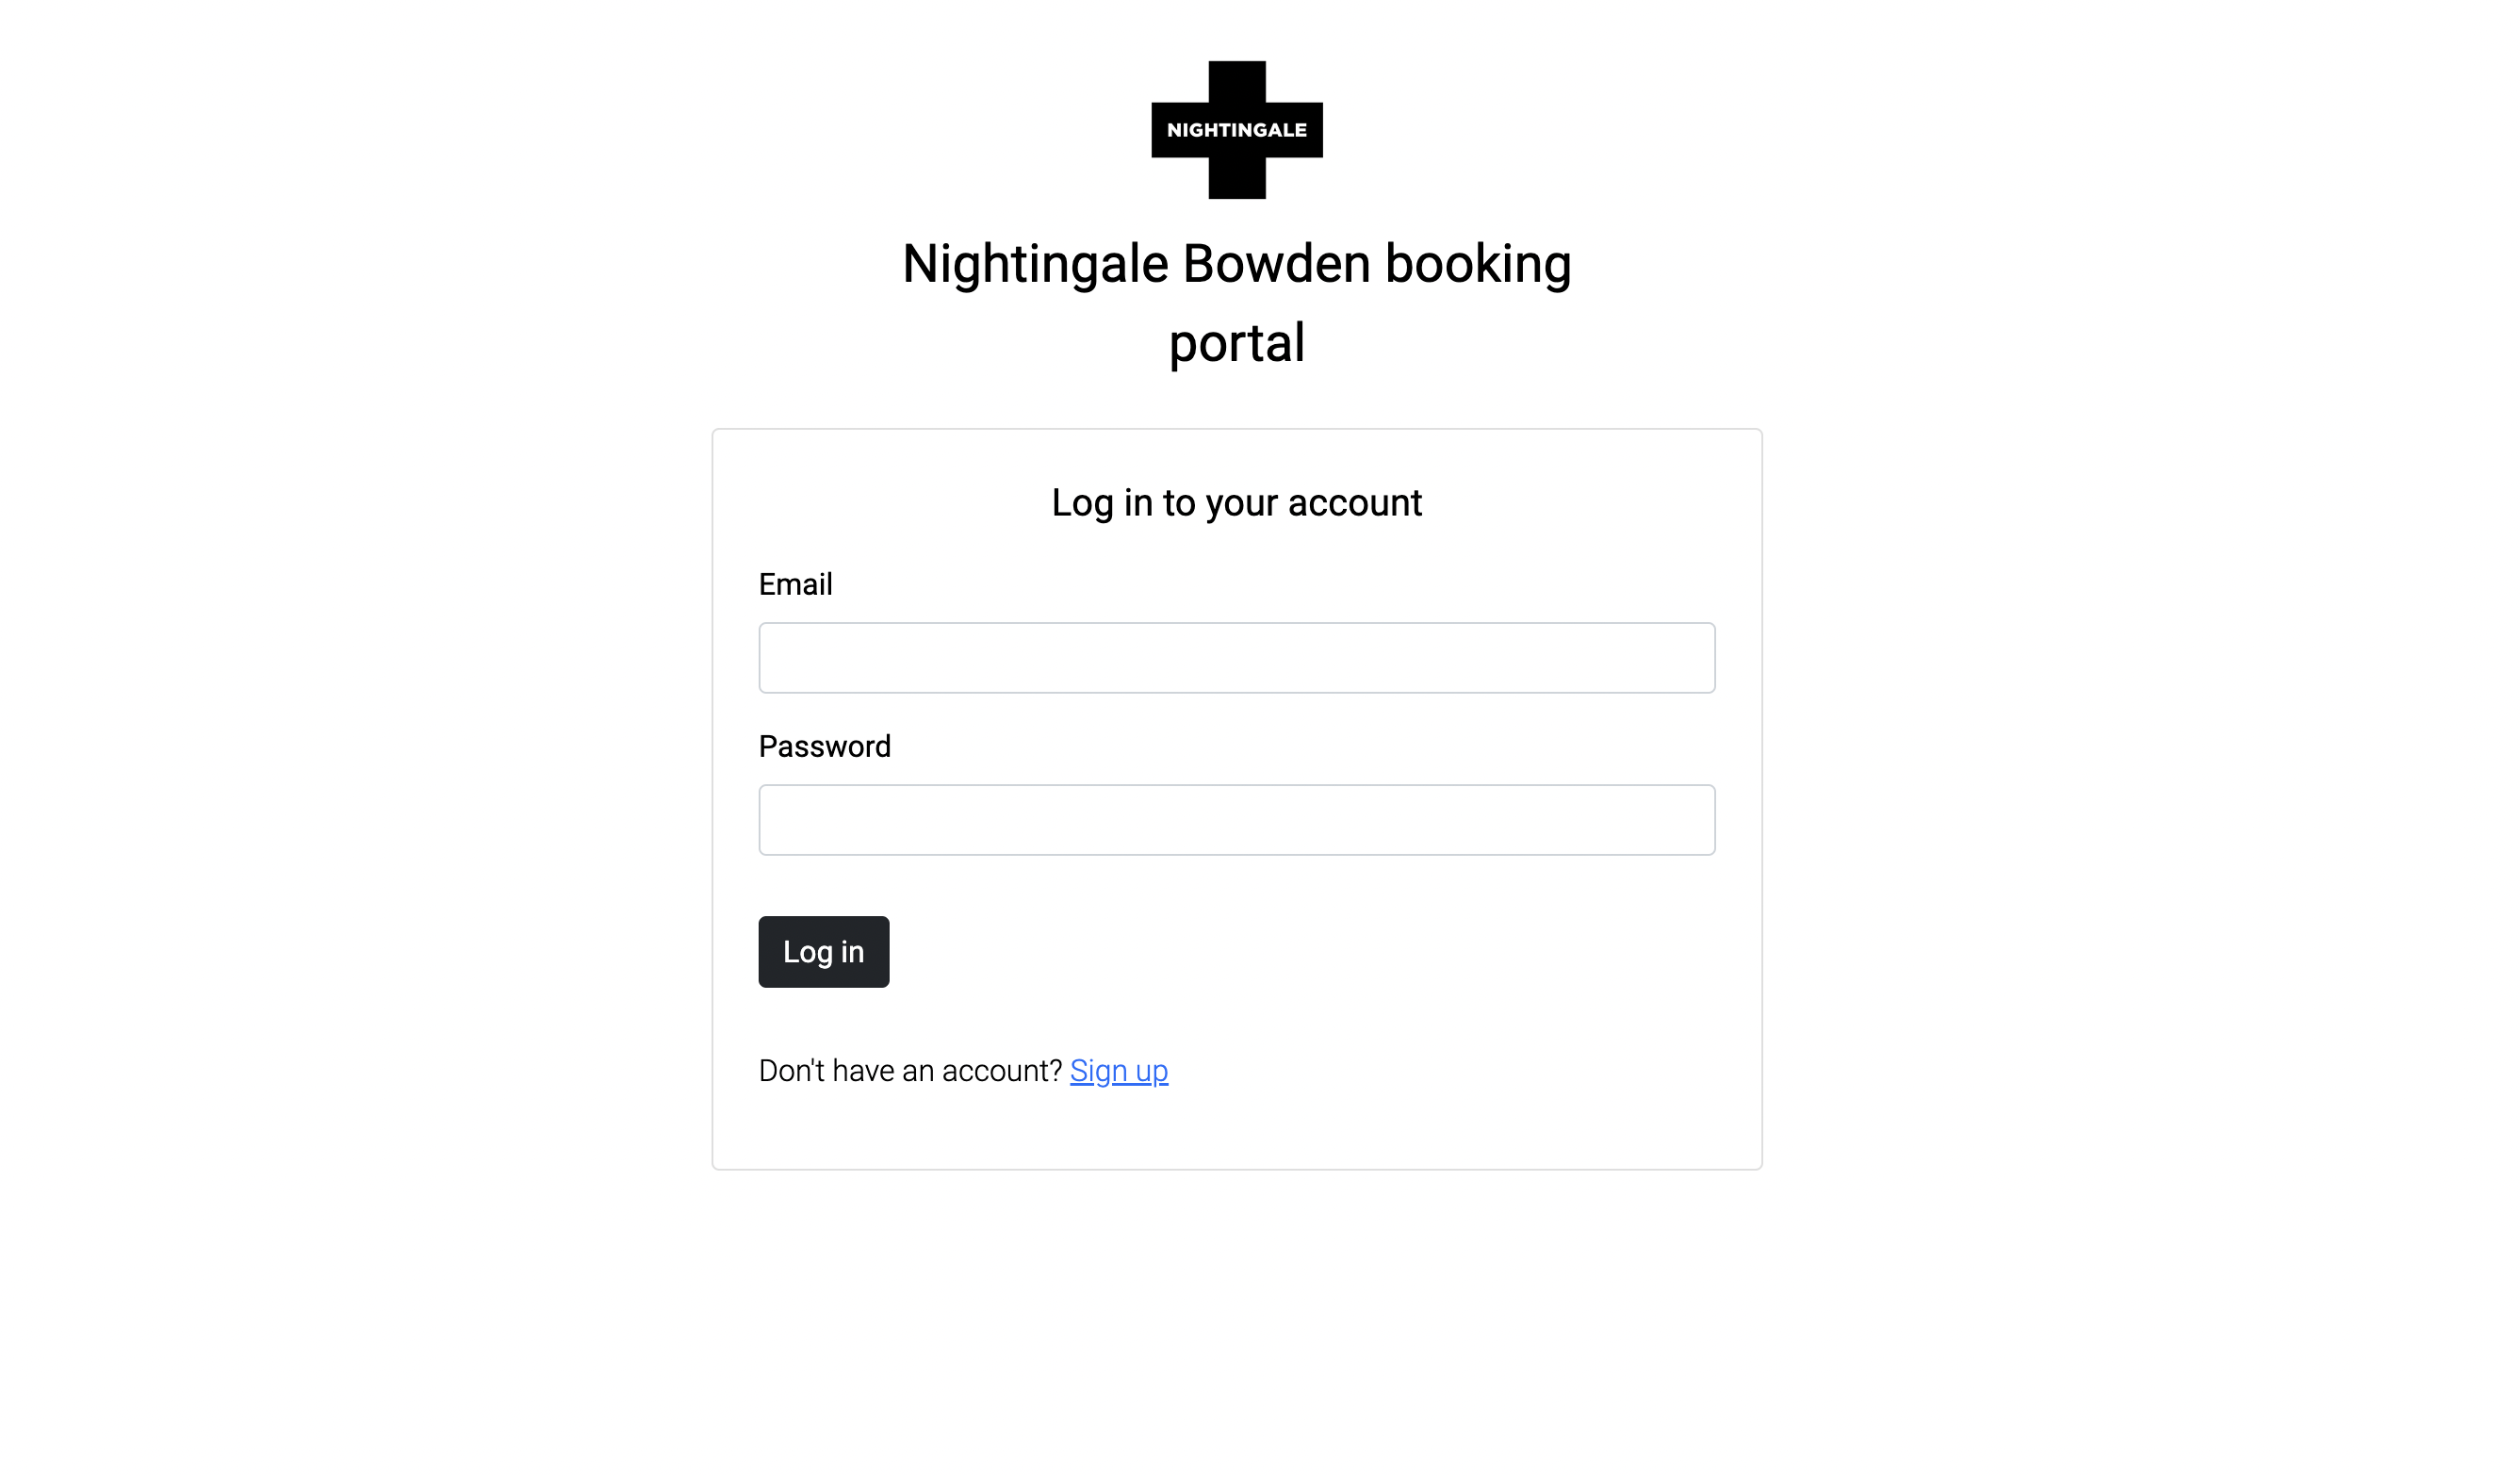 NIGHTINGALE
Nightingale Bowden booking
portal
Log in to your account
Email
Password
Log in
Don't have an account? Sign up